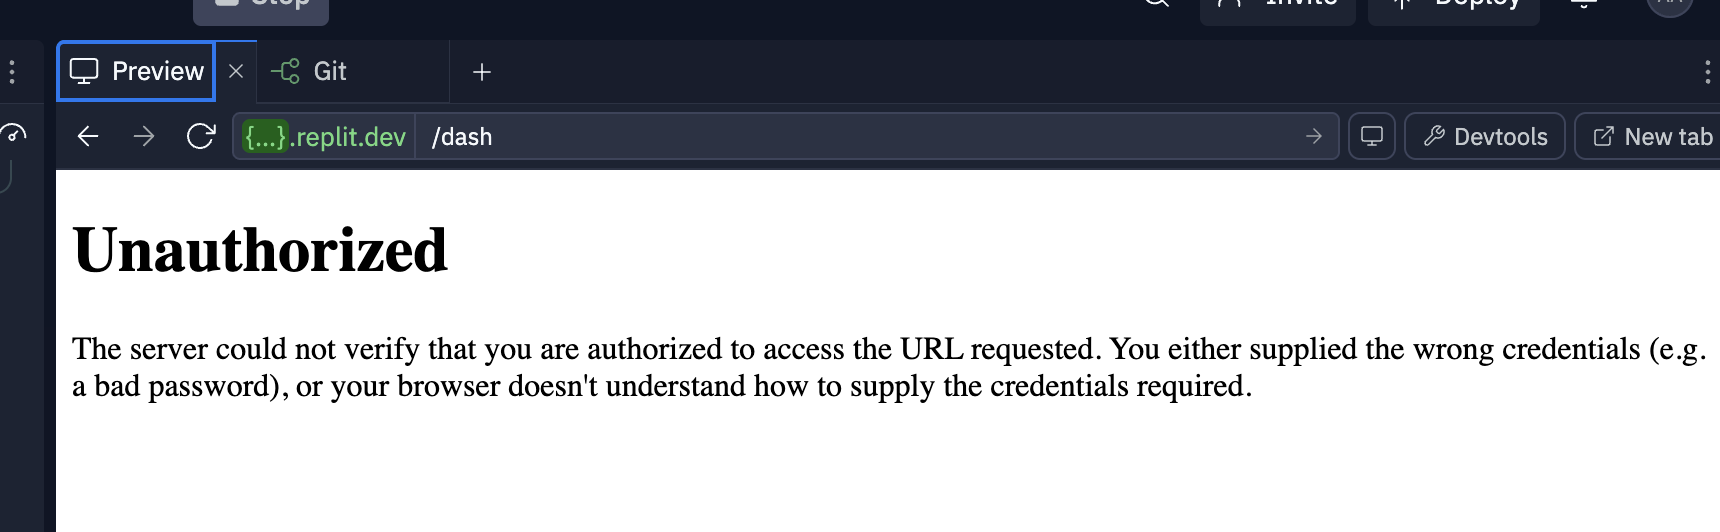 Stop
Invite
Deploy
Preview
Git
{...}.replit.dev /dash
Devtools
New tab
Unauthorized
The server could not verify that you are authorized to access the URL requested. You either supplied the wrong credentials (e.g.
a bad password), or your browser doesn't understand how to supply the credentials required.